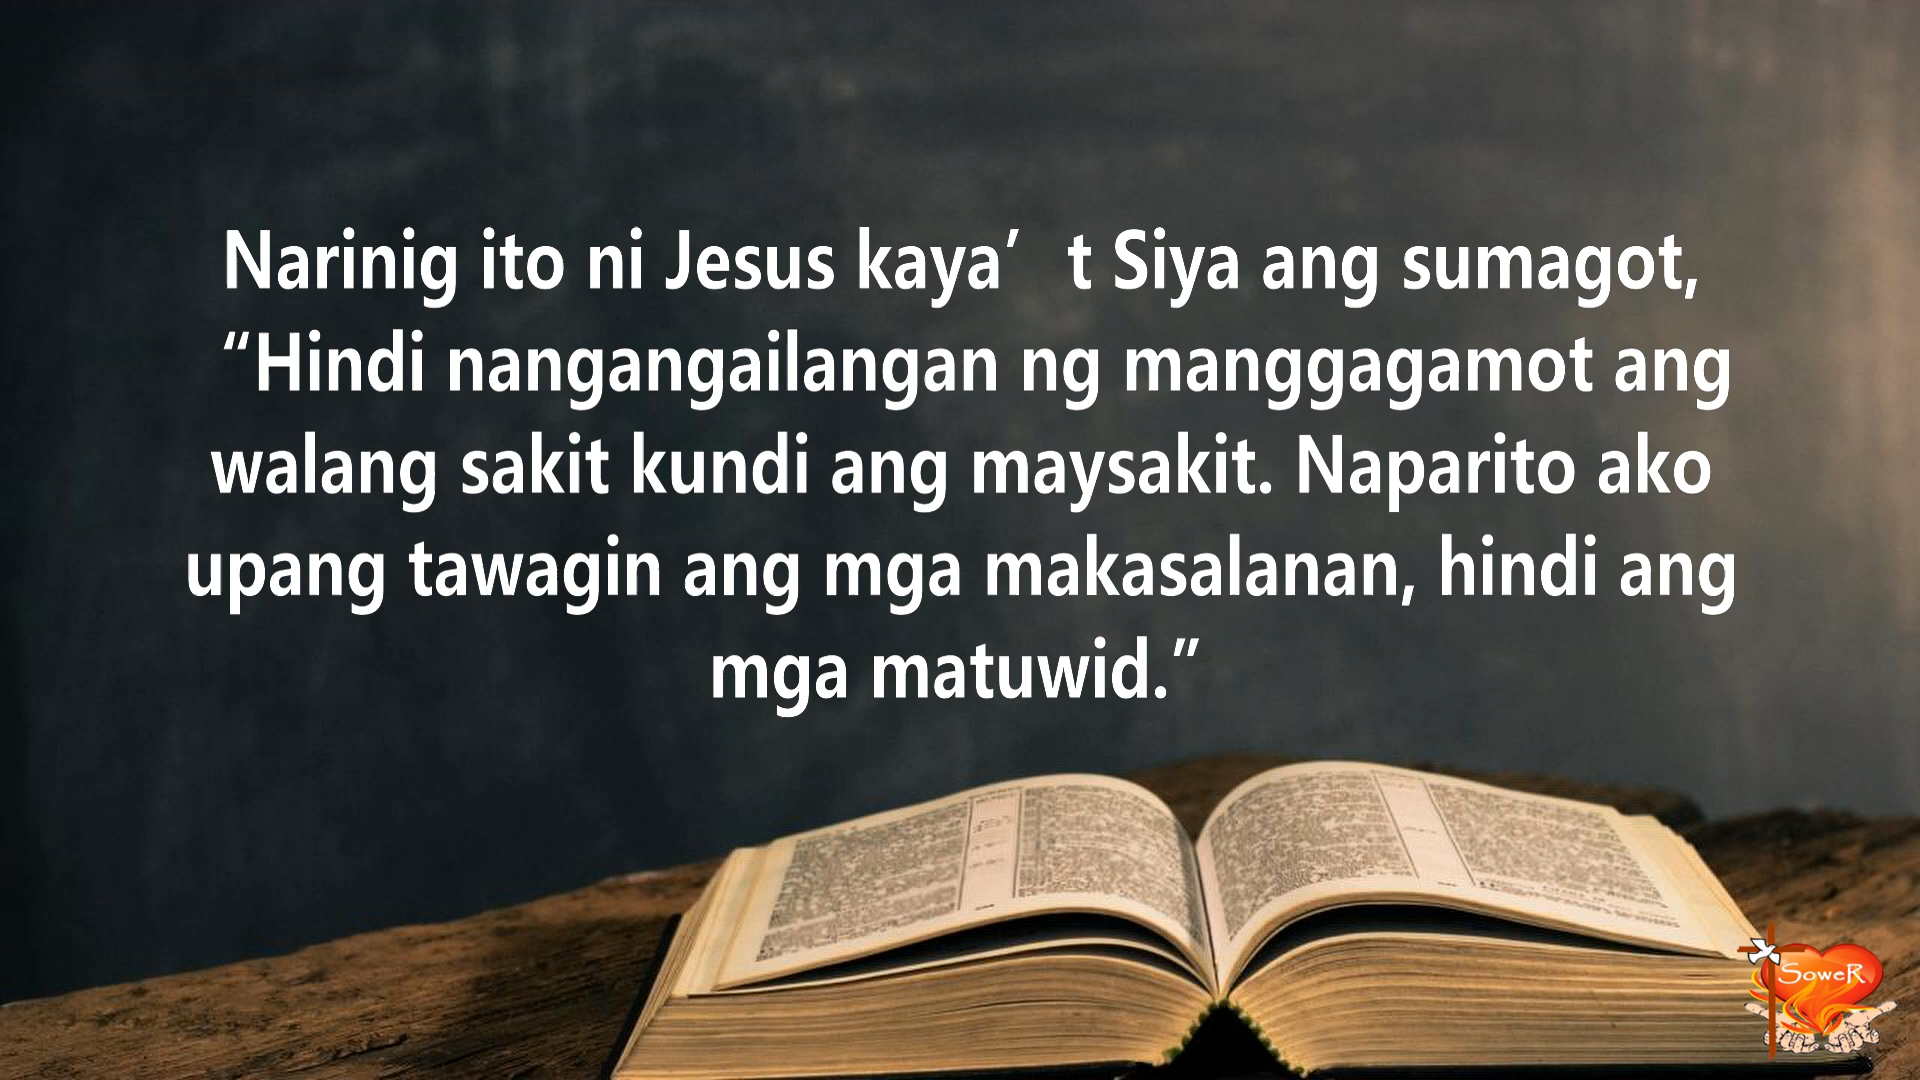 Narinig ito ni Jesus kaya’t Siya ang sumagot,
“Hindi nangangailangan ng manggagamot ang
walang sakit kundi ang maysakit. Naparito ako
upang tawagin ang mga makasalanan, hindi ang
mga matuwid.”
SoweR